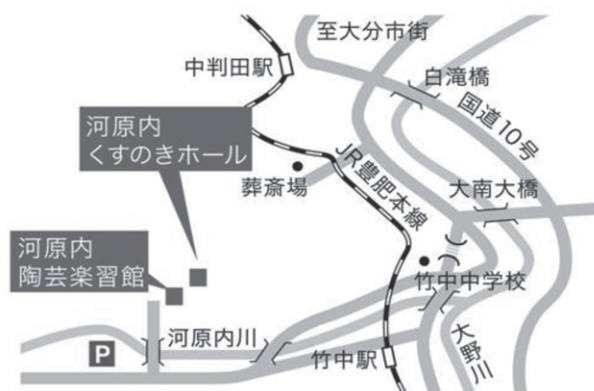 至大分市街
中判田駅
白滝橋
国道10号
河原内
くすのきホール
JR豊肥本線
葬斎場
大南大橋
河原内
陶芸楽習館
竹中中学校
河原内川
大野川
P
竹中駅